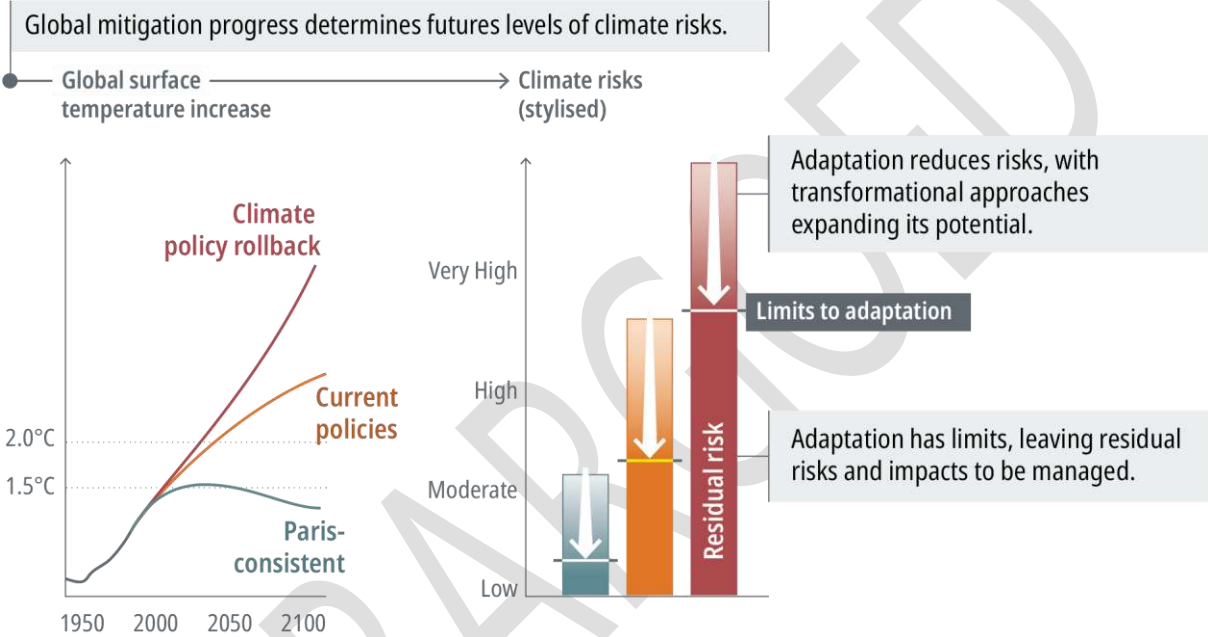 Global mitigation progress determines futures levels of climate risks.
Global surface
temperature increase
Climate risks
(stylised)
Climate
policy rollback
Current
policies
Paris-
consistent
2.0°C
1.5°C
1950 2000 2050 2100
Very High
High
Moderate
Low
Residual risk
Adaptation reduces risks, with
transformational approaches
expanding its potential.
Limits to adaptation
Adaptation has limits, leaving residual
risks and impacts to be managed.